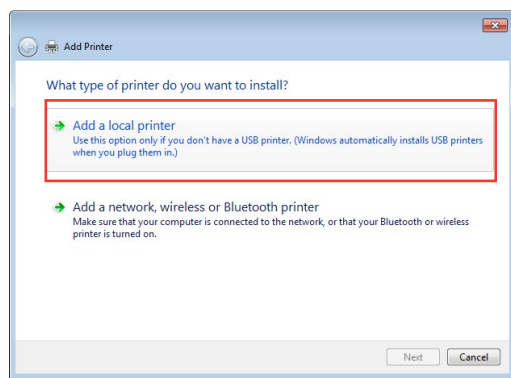 Add Printer
What type of printer do you want to install?
Add a local printer
Use this option only if you don't have a USB printer. (Windows automatically installs USB printers
when you plug them in.)
Add a network, wireless or Bluetooth printer
Make sure that your computer is connected to the network, or that your Bluetooth or wireless
printer is turned on.
Next Cancel